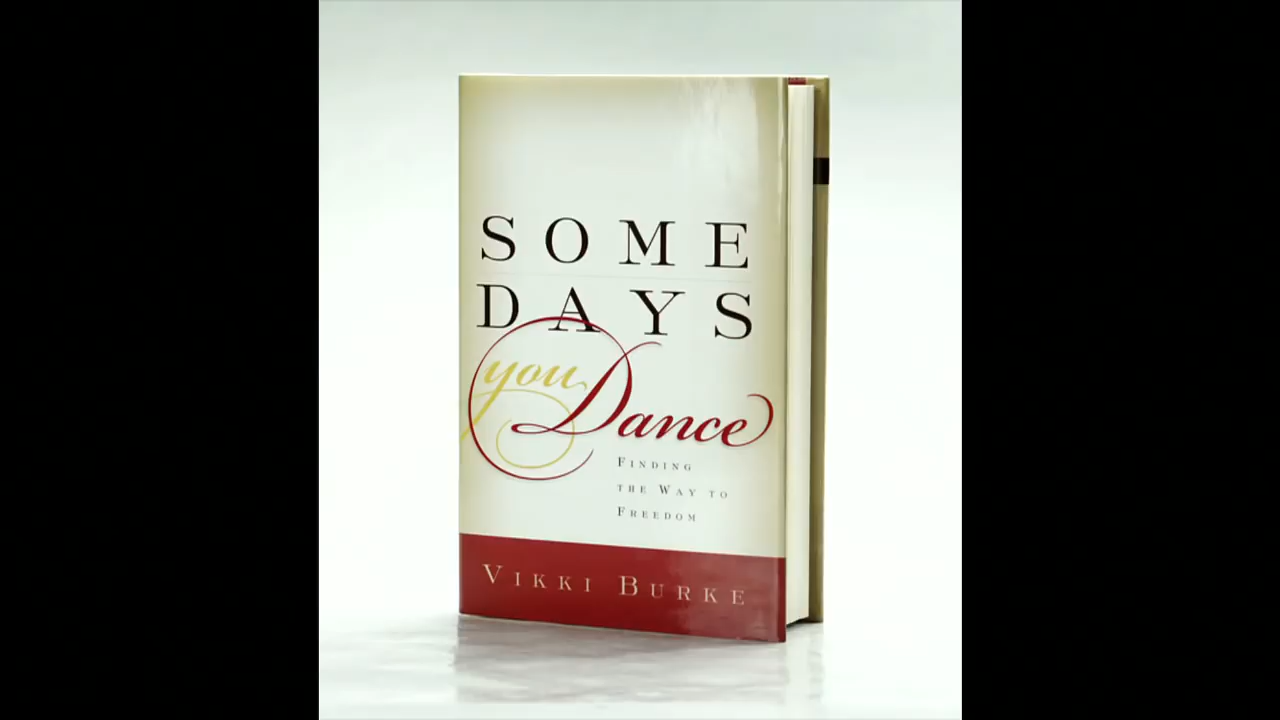 SOME
DAYS
you Dance
FINDING
THE WAY TO
FREEDOM
VIKKI BURKE